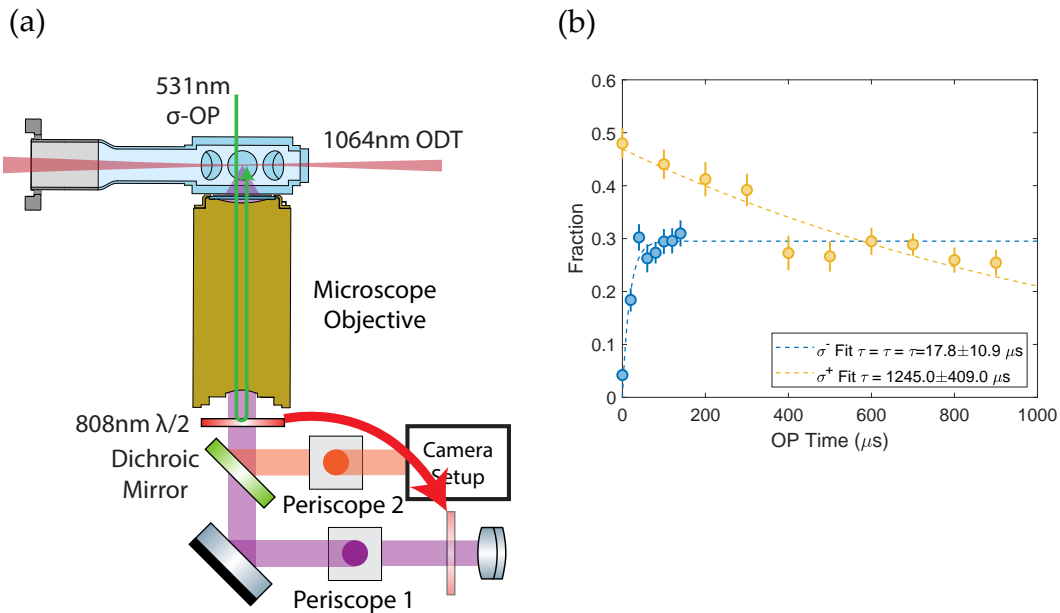 (a)
531nm
σ-OP
1064nm ODT
Microscope
Objective
808nm λ/2
Dichroic
Mirror
Camera
Setup
Periscope 2
Periscope 1
(b)
0.6
0.5
0.4
0.3
0.2
0.1
0
Fraction
σ⁻ Fit τ = τ = τ=17.8±10.9 μs
σ⁺ Fit τ = 1245.0±409.0 μs
0 200 400 600 800 1000
OP Time (μs)